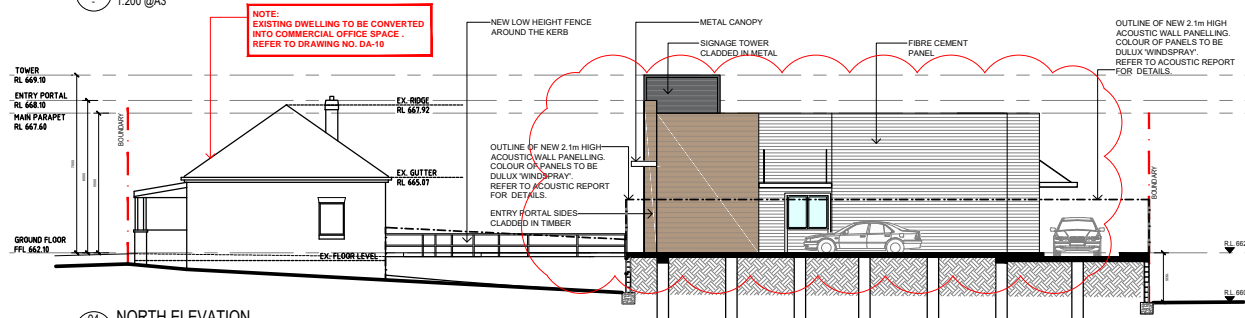 1:200 @A3
NOTE:
EXISTING DWELLING TO BE CONVERTED
INTO COMMERCIAL OFFICE SPACE .
REFER TO DRAWING NO. DA-10
NEW LOW HEIGHT FENCE
AROUND THE KERB
METAL CANOPY
SIGNAGE TOWER
CLADDED IN METAL
FIBRE CEMENT
PANEL
OUTLINE OF NEW 2.1m HIGH
ACOUSTIC WALL PANELLING.
COLOUR OF PANELS TO BE
DULUX 'WINDSPRAY'.
REFER TO ACOUSTIC REPORT
FOR DETAILS.
TOWER
RL 669.10
ENTRY PORTAL
RL 668.10
MAIN PARAPET
RL 667.60
BOUNDARY
EX. RIDGE
RL 667.92
EX. GUTTER
RL 665.07
OUTLINE OF NEW 2.1m HIGH
ACOUSTIC WALL PANELLING.
COLOUR OF PANELS TO BE
DULUX 'WINDSPRAY'.
REFER TO ACOUSTIC REPORT
FOR DETAILS.
ENTRY PORTAL SIDES
CLADDED IN TIMBER
BOUNDARY
GROUND FLOOR
FFL 662.10
EX. FLOOR LEVEL
R.L 662
R.L 660
NORTH ELEVATION